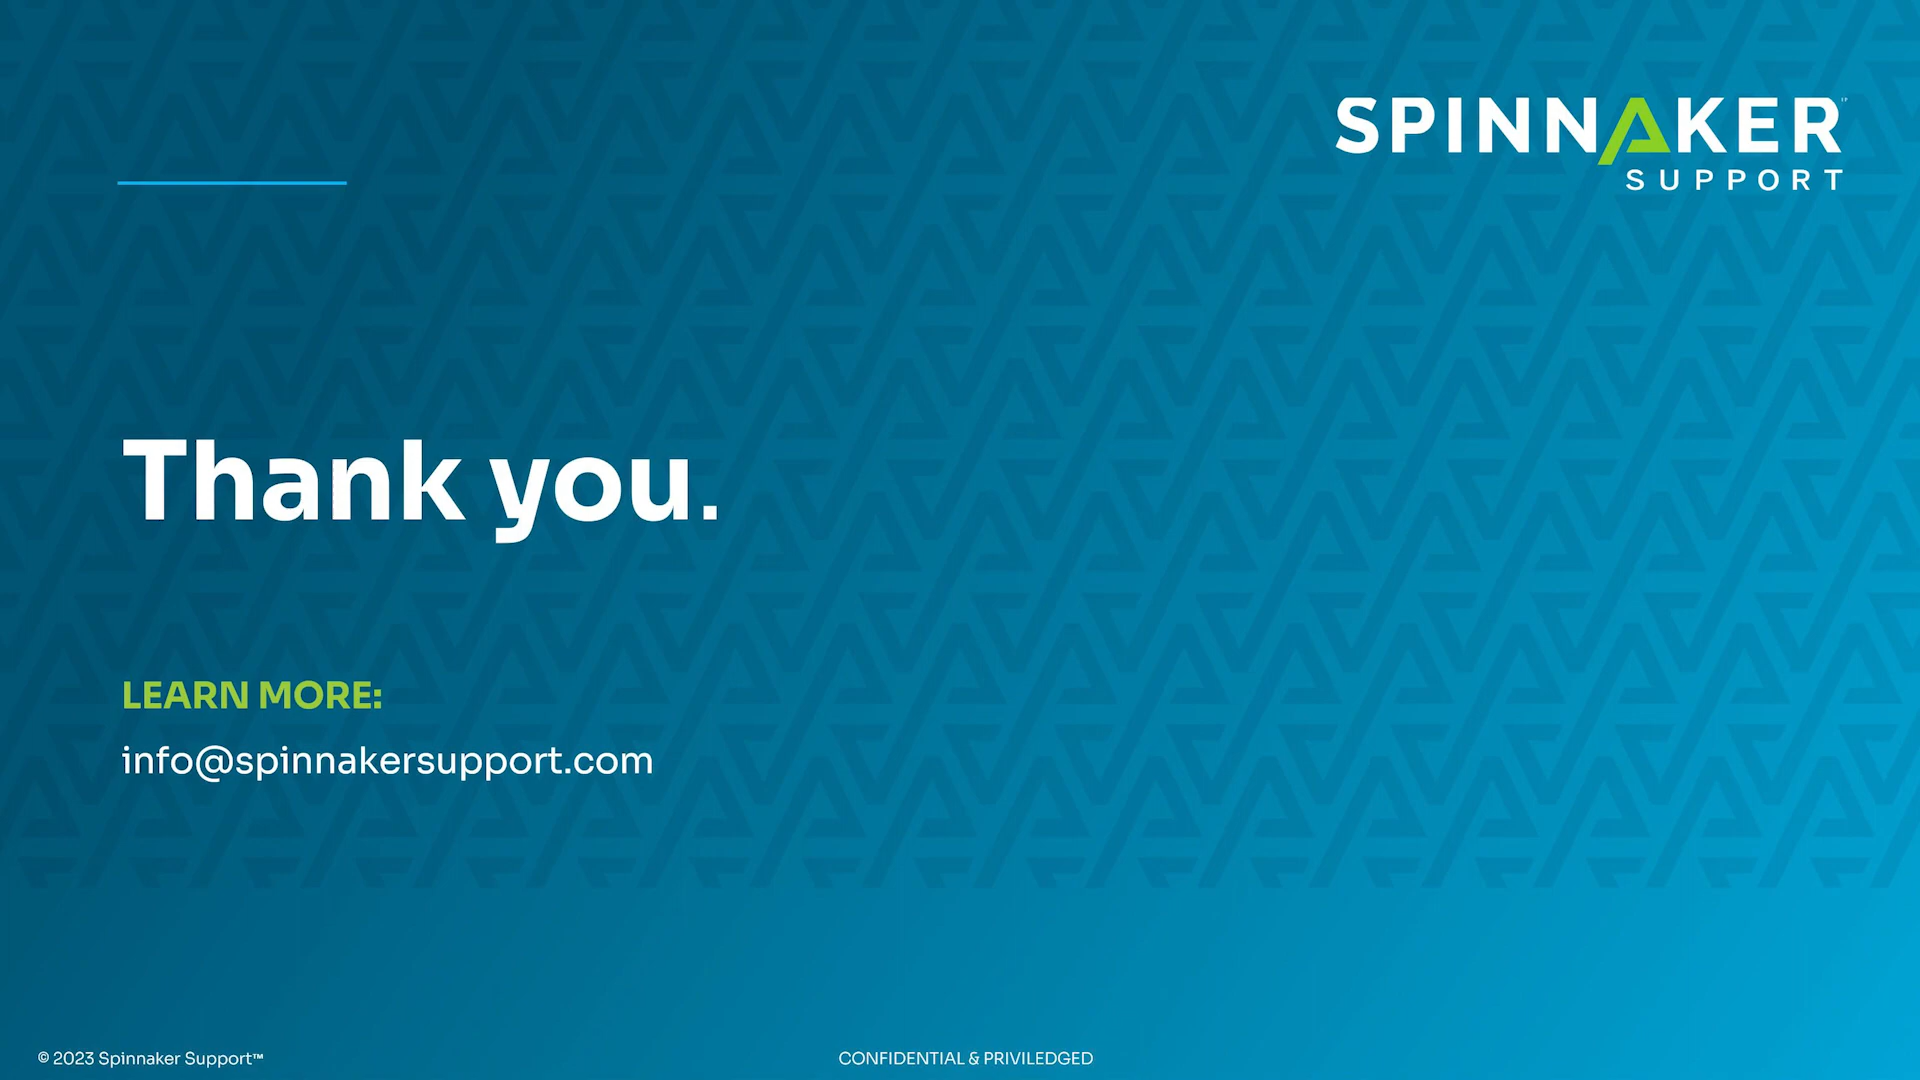 SPINNAKER
SUPPORT
Thank you.
LEARN MORE:
info@spinnakersupport.com
© 2023 Spinnaker Support™
CONFIDENTIAL & PRIVILEDGED